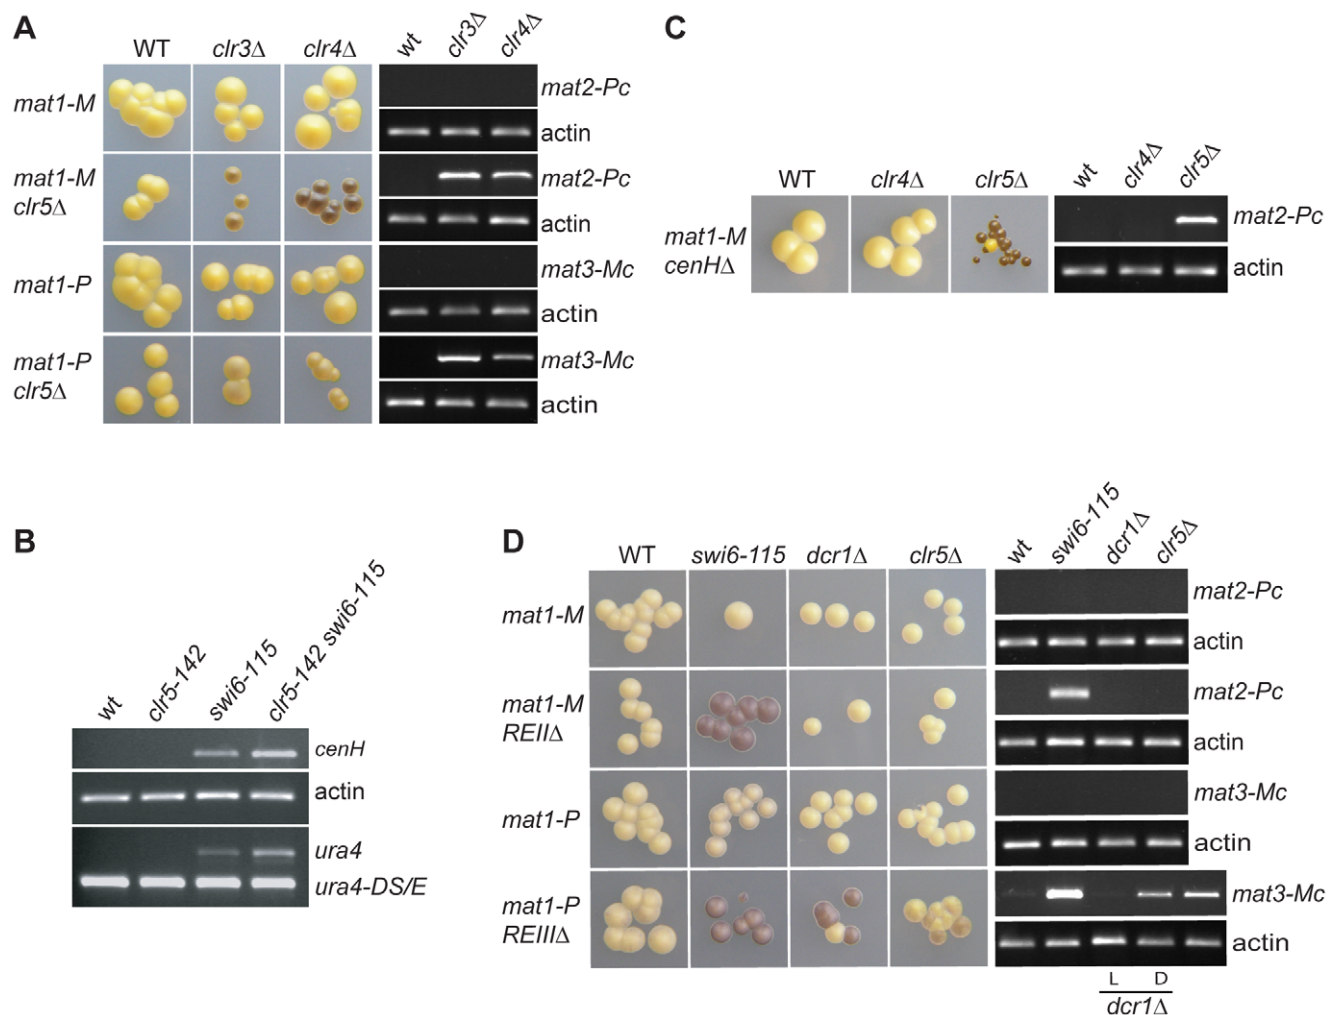 A
WT clr3Δ clr4Δ wt clr3Δ clr4Δ
mat1-M
mat2-Pc
actin
mat1-M
clr5Δ
mat2-Pc
actin
mat1-P
mat3-Mc
actin
mat1-P
clr5Δ
mat3-Mc
actin
C
WT clr4Δ clr5Δ wt clr4Δ clr5Δ
mat1-M
cenHΔ
mat2-Pc
actin
B
wt clr5-142 swi6-115 clr5-142 swi6-115
cenH
actin
ura4
ura4-DS/E
D
WT swi6-115 dcr1Δ clr5Δ wt swi6-115 dcr1Δ clr5Δ
mat1-M
mat2-Pc
actin
mat1-M
REIIΔ
mat2-Pc
actin
mat1-P
mat3-Mc
actin
mat1-P
REIIIΔ
mat3-Mc
actin
L D
dcr1Δ